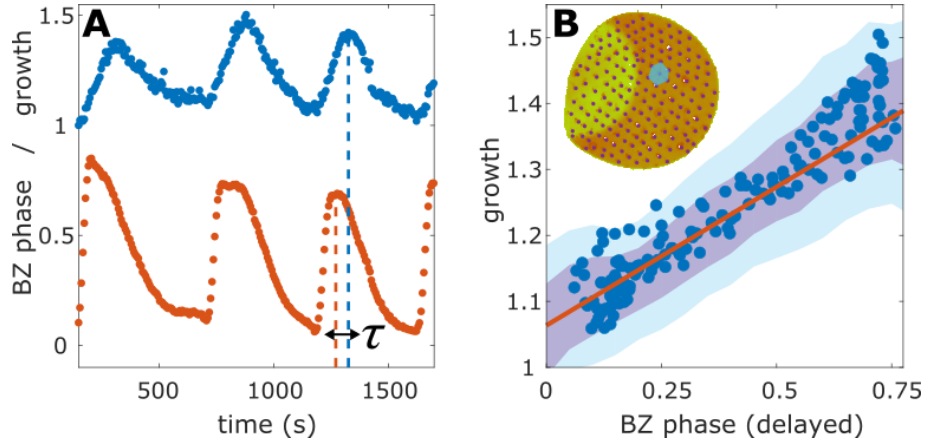 A
1.5
1
0.5
0
BZ phase / growth
τ
500
1000
1500
time (s)
B
1.5
1.4
1.3
1.2
1.1
1
growth
0
0.25
0.5
0.75
BZ phase (delayed)